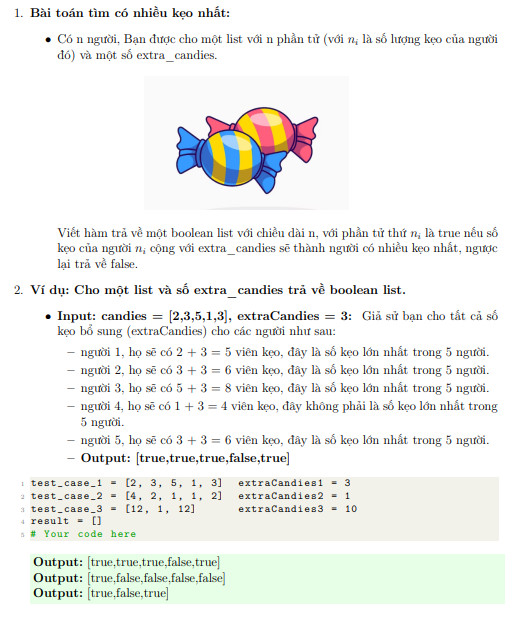 1. Bài toán tìm có nhiều kẹo nhất:
• Có n người, Bạn được cho một list với n phần tử (với nᵢ là số lượng kẹo của người
đó) và một số extra_candies.
Viết hàm trả về một boolean list với chiều dài n, với phần tử thứ nᵢ là true nếu số
kẹo của người nᵢ cộng với extra_candies sẽ thành người có nhiều kẹo nhất, ngược
lại trả về false.
2. Ví dụ: Cho một list và số extra_candies trả về boolean list.
• Input: candies = [2,3,5,1,3], extraCandies = 3: Giả sử bạn cho tất cả số
kẹo bổ sung (extraCandies) cho các người như sau:
– người 1, họ sẽ có 2 + 3 = 5 viên kẹo, đây là số kẹo lớn nhất trong 5 người.
– người 2, họ sẽ có 3 + 3 = 6 viên kẹo, đây là số kẹo lớn nhất trong 5 người.
– người 3, họ sẽ có 5 + 3 = 8 viên kẹo, đây là số kẹo lớn nhất trong 5 người.
– người 4, họ sẽ có 1 + 3 = 4 viên kẹo, đây không phải là số kẹo lớn nhất trong
5 người.
– người 5, họ sẽ có 3 + 3 = 6 viên kẹo, đây là số kẹo lớn nhất trong 5 người.
– Output: [true,true,true,false,true]
1 test_case_1 = [2, 3, 5, 1, 3] extraCandies1 = 3
2 test_case_2 = [4, 2, 1, 1, 2] extraCandies2 = 1
3 test_case_3 = [12, 1, 12] extraCandies3 = 10
4 result = []
5 # Your code here
Output: [true,true,true,false,true]
Output: [true,false,false,false,false]
Output: [true,false,true]